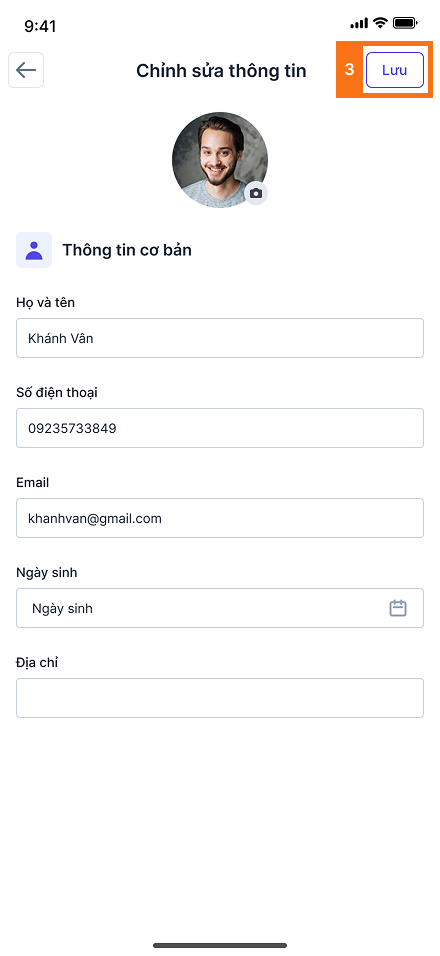 9:41
Chỉnh sửa thông tin
3
Lưu
Thông tin cơ bản
Họ và tên
Khánh Vân
Số điện thoại
09235733849
Email
khanhvan@gmail.com
Ngày sinh
Ngày sinh
Địa chỉ